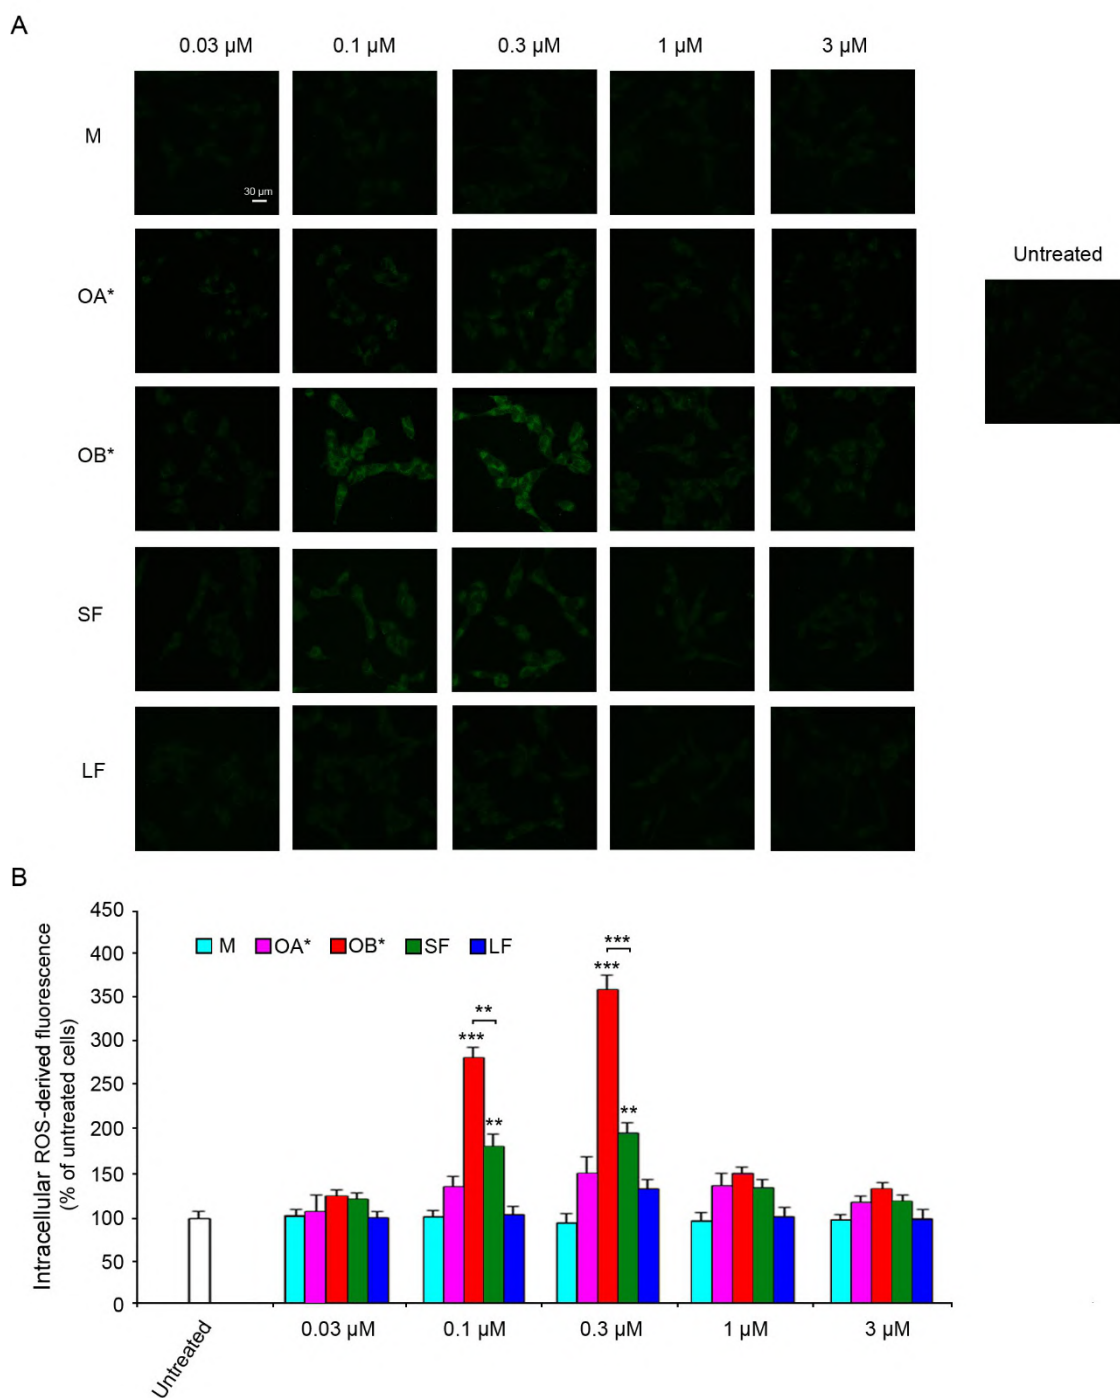 A
0.03 µM 0.1 µM 0.3 µM 1 µM 3 µM
M
30 µm
OA*
Untreated
OB*
SF
LF
B
Intracellular ROS-derived fluorescence
(% of untreated cells)
450
400
350
300
250
200
150
100
50
0
M OA* OB* SF LF
***
***
**
***
**
**
Untreated
0.03 µM 0.1 µM 0.3 µM 1 µM 3 µM